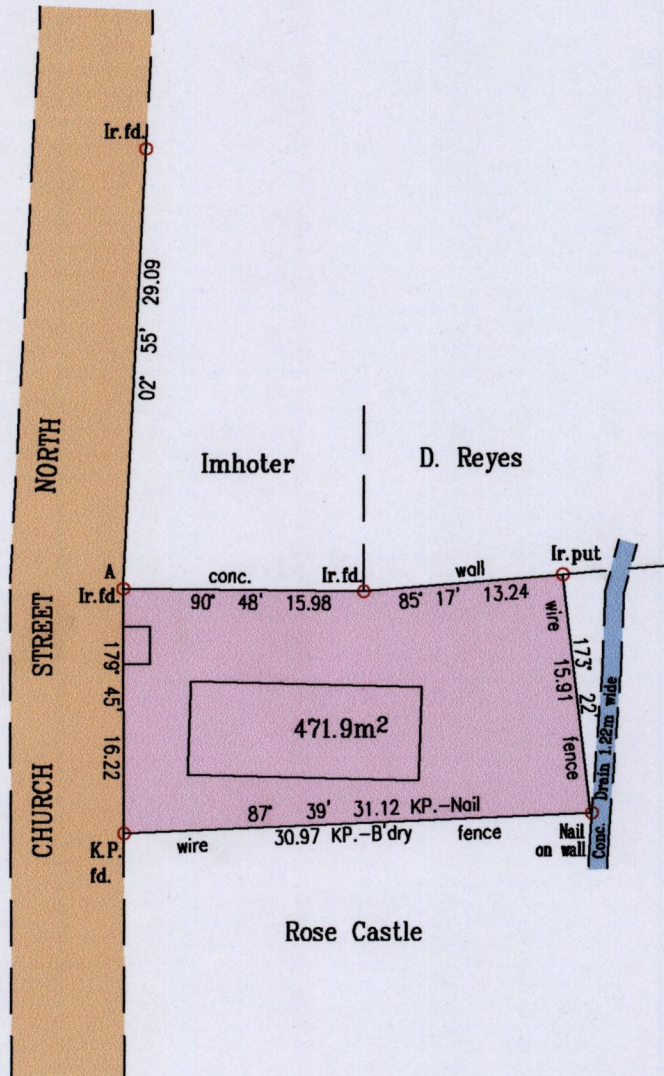 Ir.fd.
02° 55' 29.09
NORTH
Imhoter
D. Reyes
A
Ir.fd.
conc.
Ir.fd.
wall
Ir.put
90° 48' 15.98
85° 17' 13.24
STREET
179° 45' 16.22
wire
173° 22'
15.91
fence
471.9m²
Drain 1.22m wide
CHURCH
87° 39' 31.12 KP.-Nail
30.97 KP.-B'dry
wire
fence
K.P.
fd.
Nail
on wall
Conc.
Rose Castle